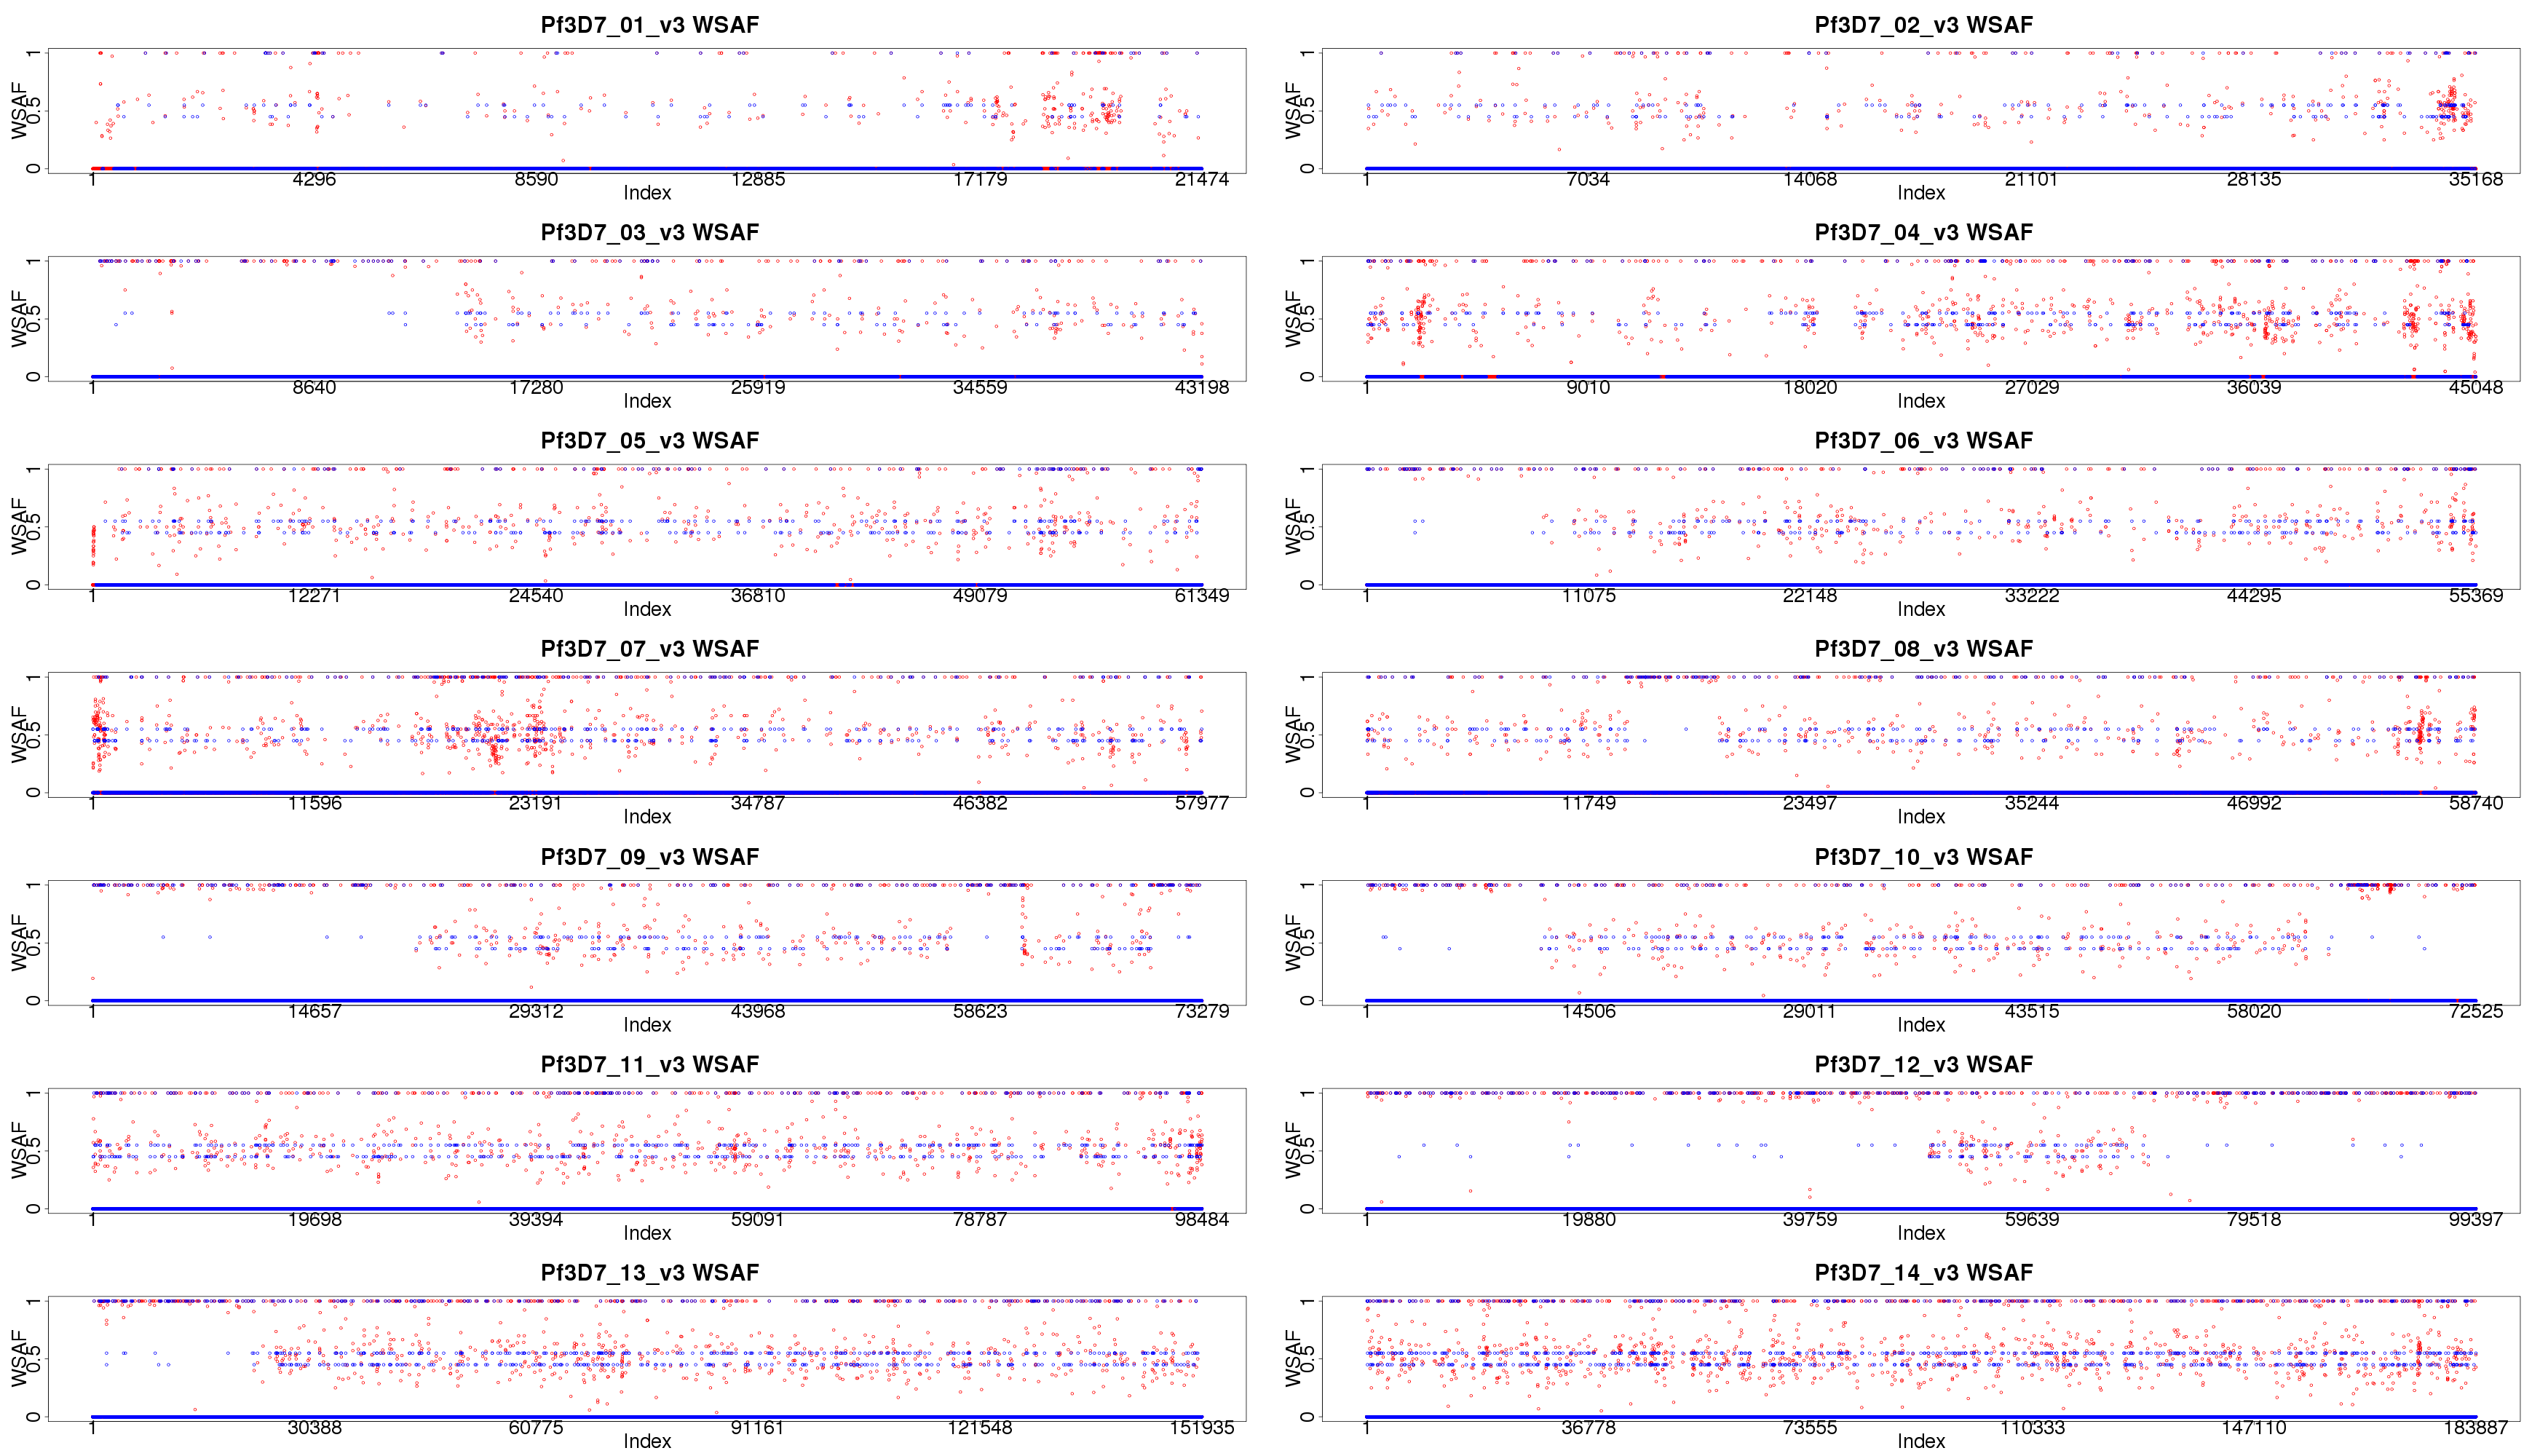 Pf3D7_01_v3 WSAF
WSAF
0 0.5 1
1 4296 8590 12885 17179 21474
Index
Pf3D7_02_v3 WSAF
WSAF
0 0.5 1
1 7034 14068 21101 28135 35168
Index
Pf3D7_03_v3 WSAF
WSAF
0 0.5 1
1 8640 17280 25919 34559 43198
Index
Pf3D7_04_v3 WSAF
WSAF
0 0.5 1
1 9010 18020 27029 36039 45048
Index
Pf3D7_05_v3 WSAF
WSAF
0 0.5 1
1 12271 24540 36810 49079 61349
Index
Pf3D7_06_v3 WSAF
WSAF
0 0.5 1
1 11075 22148 33222 44295 55369
Index
Pf3D7_07_v3 WSAF
WSAF
0 0.5 1
1 11596 23191 34787 46382 57977
Index
Pf3D7_08_v3 WSAF
WSAF
0 0.5 1
1 11749 23497 35244 46992 58740
Index
Pf3D7_09_v3 WSAF
WSAF
0 0.5 1
1 14657 29312 43968 58623 73279
Index
Pf3D7_10_v3 WSAF
WSAF
0 0.5 1
1 14506 29011 43515 58020 72525
Index
Pf3D7_11_v3 WSAF
WSAF
0 0.5 1
1 19698 39394 59091 78787 98484
Index
Pf3D7_12_v3 WSAF
WSAF
0 0.5 1
1 19880 39759 59639 79518 99397
Index
Pf3D7_13_v3 WSAF
WSAF
0 0.5 1
1 30388 60775 91161 121548 151935
Index
Pf3D7_14_v3 WSAF
WSAF
0 0.5 1
1 36778 73555 110333 147110 183887
Index